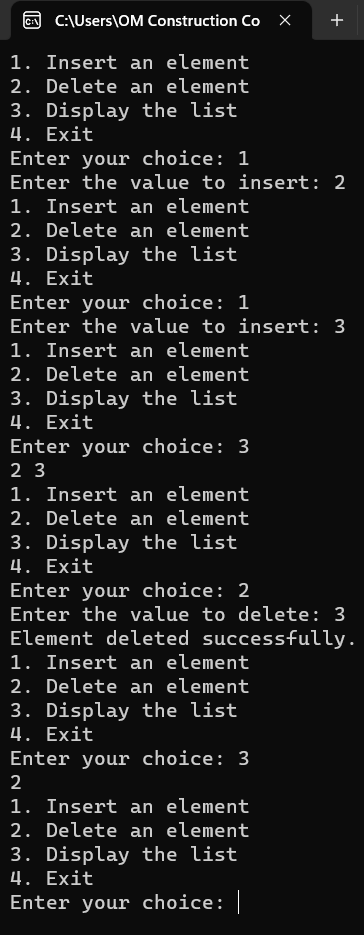 C:\Users\OM Construction Co
1. Insert an element
2. Delete an element
3. Display the list
4. Exit
Enter your choice: 1
Enter the value to insert: 2
1. Insert an element
2. Delete an element
3. Display the list
4. Exit
Enter your choice: 1
Enter the value to insert: 3
1. Insert an element
2. Delete an element
3. Display the list
4. Exit
Enter your choice: 3
2 3
1. Insert an element
2. Delete an element
3. Display the list
4. Exit
Enter your choice: 2
Enter the value to delete: 3
Element deleted successfully.
1. Insert an element
2. Delete an element
3. Display the list
4. Exit
Enter your choice: 3
2
1. Insert an element
2. Delete an element
3. Display the list
4. Exit
Enter your choice: